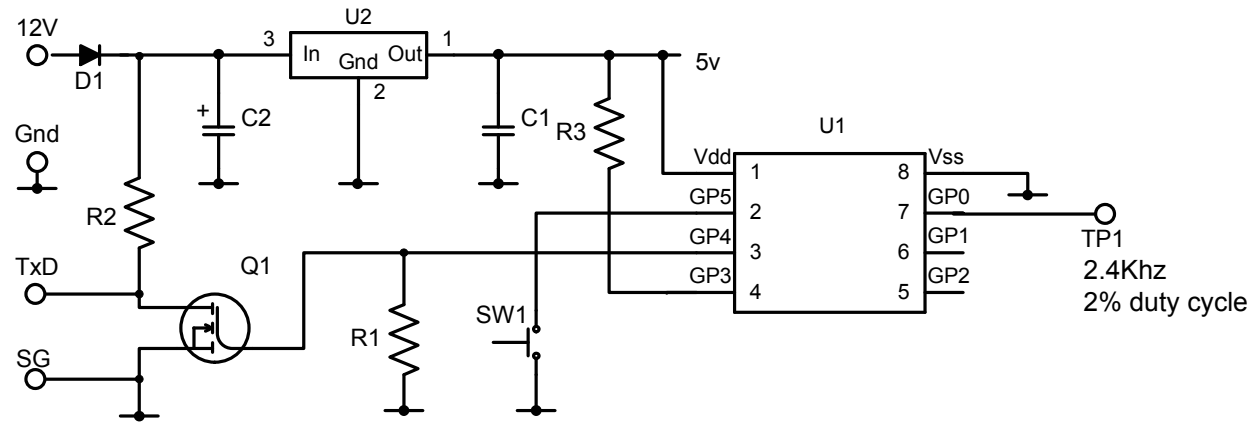 12V
D1
U2
3
In
Gnd
Out
1
2
5v
+
C2
C1
R3
Gnd
R2
TxD
Q1
SG
R1
SW1
U1
Vdd
1
8
Vss
GP5
2
7
GP0
GP4
3
6
GP1
GP3
4
5
GP2
TP1
2.4Khz
2% duty cycle